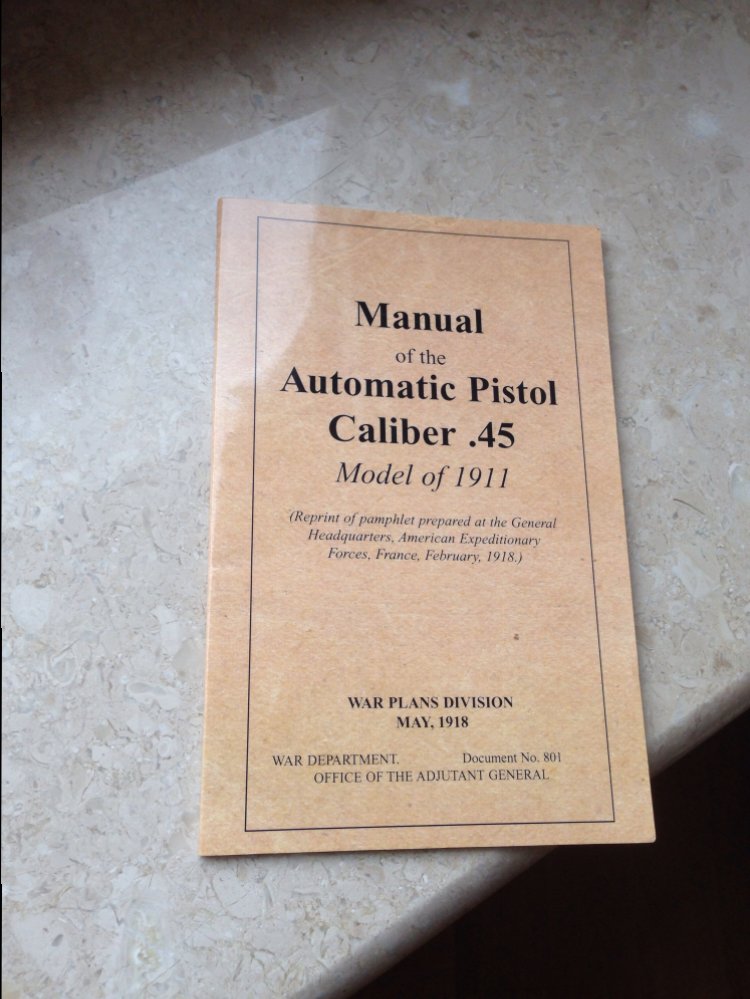 Manual
of the
Automatic Pistol
Caliber .45
Model of 1911
(Reprint of pamphlet prepared at the General
Headquarters, American Expeditionary
Forces, France, February, 1918.)
WAR PLANS DIVISION
MAY, 1918
WAR DEPARTMENT. Document No. 801
OFFICE OF THE ADJUTANT GENERAL